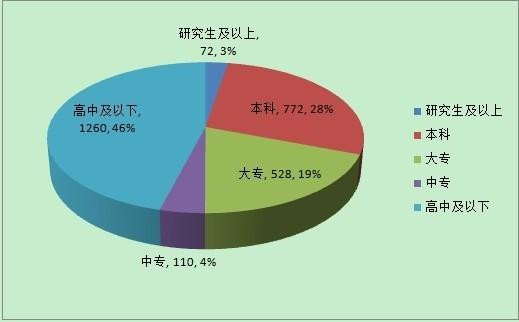 研究生及以上,
72, 3%
本科, 772, 28%
高中及以下,
1260, 46%
大专, 528, 19%
中专, 110, 4%
研究生及以上
本科
大专
中专
高中及以下